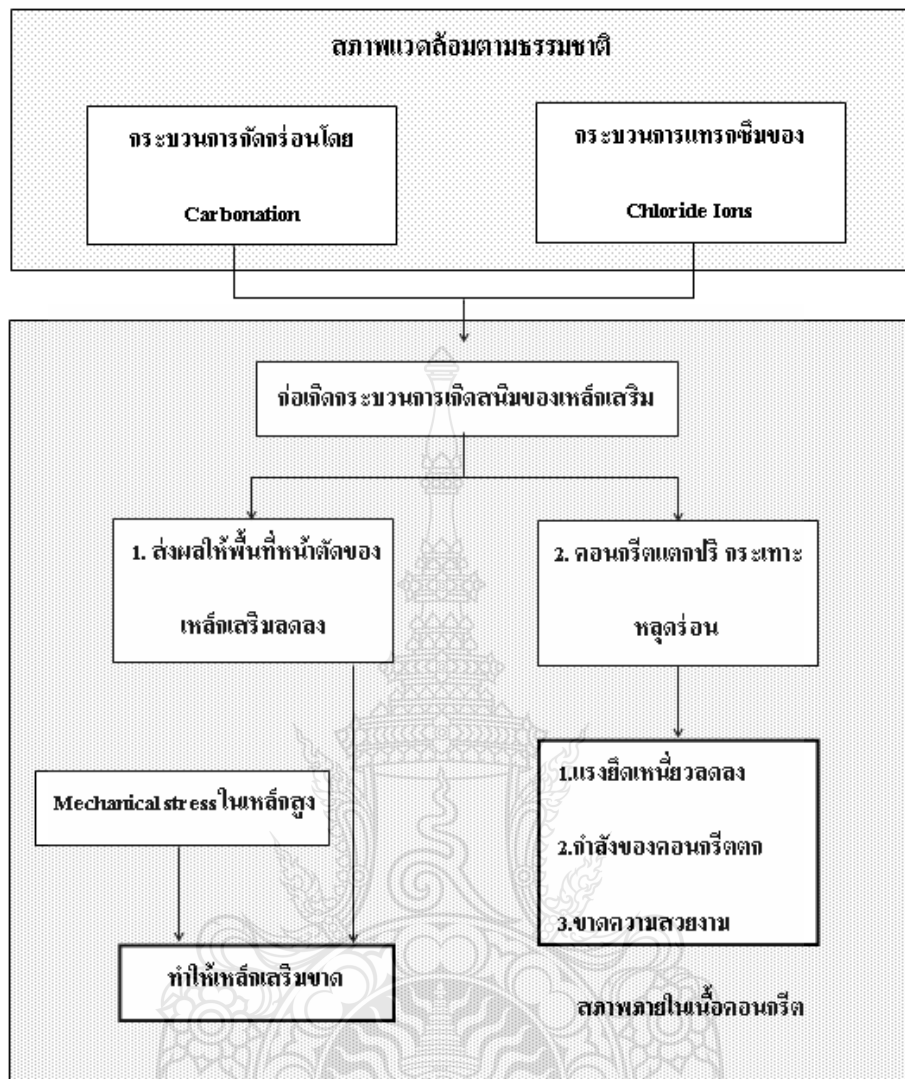 สภาพแวดล้อมตามธรรมชาติ
กระบวนการกัดกร่อนโดย
Carbonation
กระบวนการแทรกซึมของ
Chloride Ions
ก่อเกิดกระบวนการเกิดสนิมของเหล็กเสริม
1. ส่งผลให้พื้นที่หน้าตัดของ
เหล็กเสริมลดลง
2. คอนกรีตแตกปริ กระเทาะ
หลุดร่อน
Mechanical stress ในเหล็กสูง
1.แรงยึดเหนี่ยวลดลง
2.กำลังของคอนกรีตตก
3.ขาดความสวยงาม
ทำให้เหล็กเสริมขาด
สภาพภายในเนื้อคอนกรีต